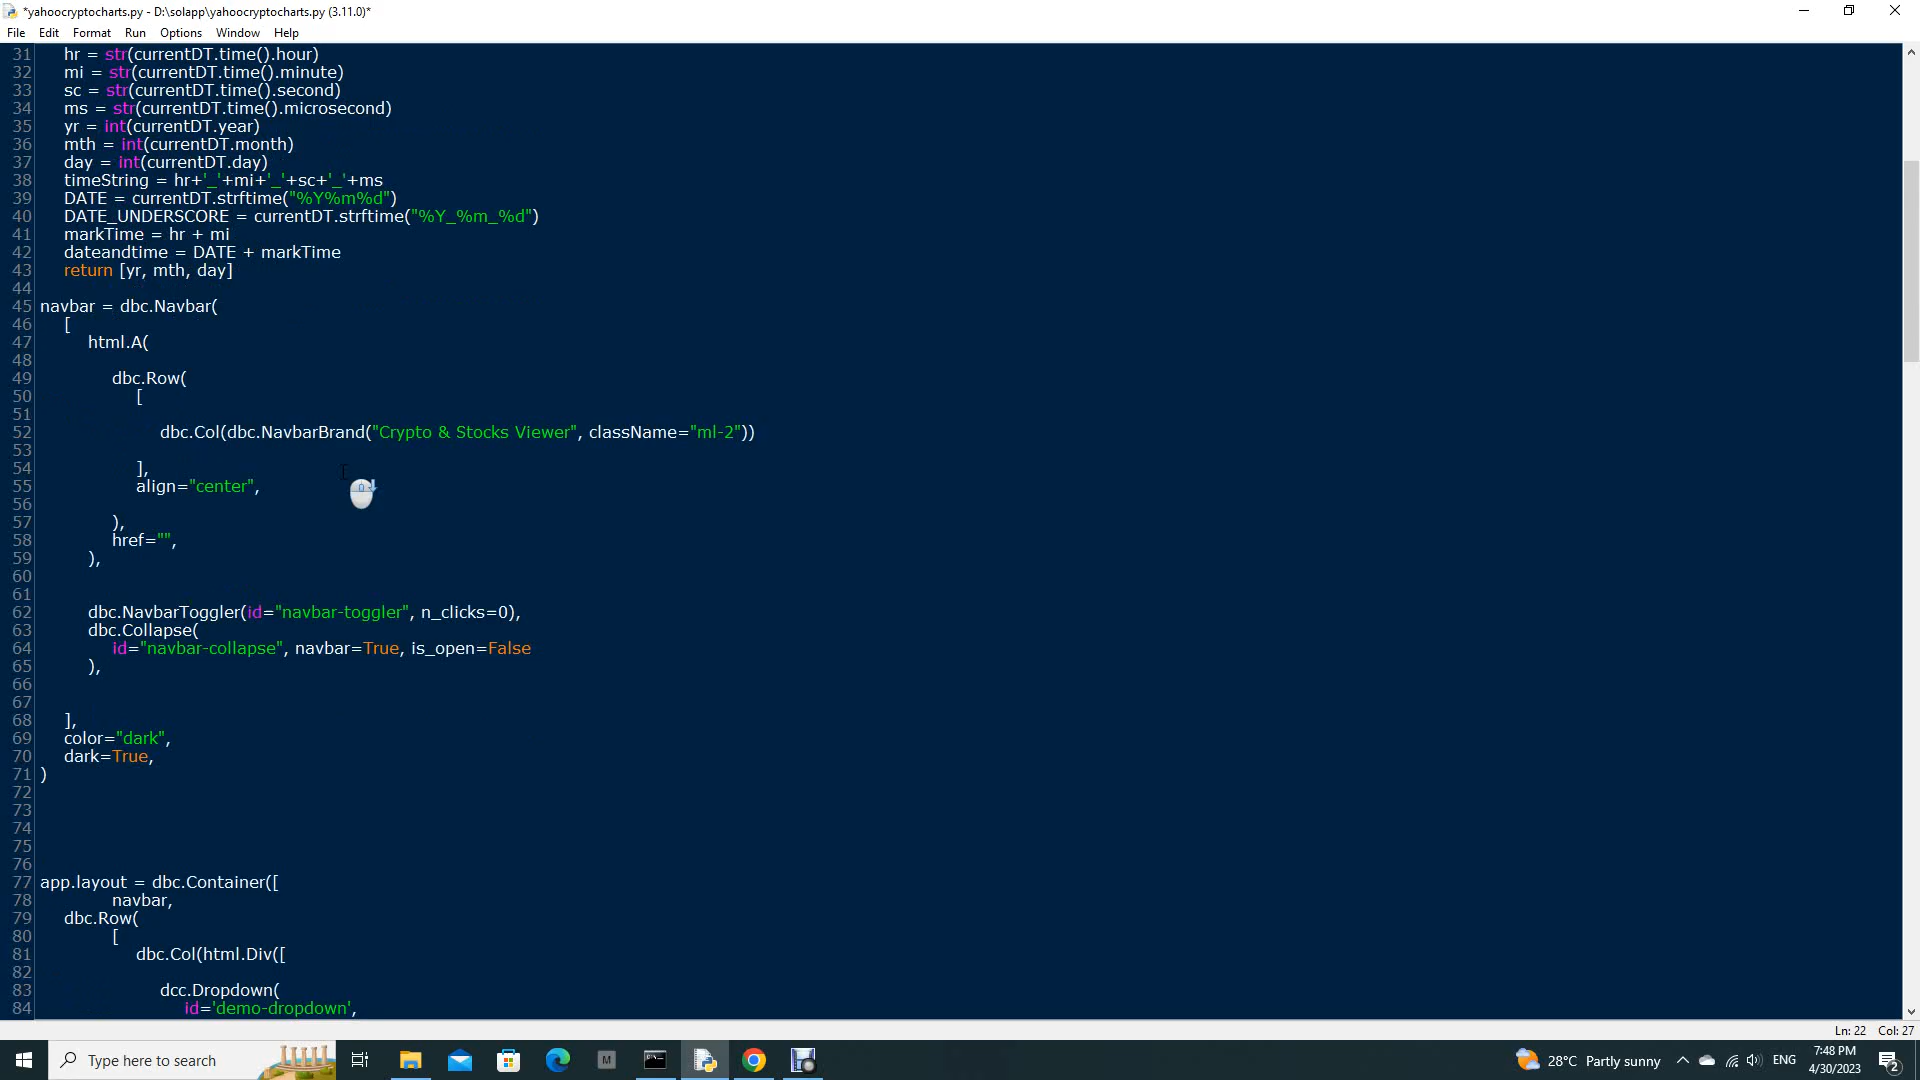 *yahoocryptocharts.py - D:\solapp\yahoocryptocharts.py (3.11.0)*
File Edit Format Run Options Window Help
31 hr = str(currentDT.time().hour)
32 mi = str(currentDT.time().minute)
33 sc = str(currentDT.time().second)
34 ms = str(currentDT.time().microsecond)
35 yr = int(currentDT.year)
36 mth = int(currentDT.month)
37 day = int(currentDT.day)
38 timeString = hr+'_'+mi+'_'+sc+'_'+ms
39 DATE = currentDT.strftime("%Y%m%d")
40 DATE_UNDERSCORE = currentDT.strftime("%Y_%m_%d")
41 markTime = hr + mi
42 dateandtime = DATE + markTime
43 return [yr, mth, day]
44
45 navbar = dbc.Navbar(
46 [
47 html.A(
48
49 dbc.Row(
50 [
51
52 dbc.Col(dbc.NavbarBrand("Crypto & Stocks Viewer", className="ml-2"))
53
54 ],
55 align="center",
56
57 ),
58 href="",
59 ),
60
61
62 dbc.NavbarToggler(id="navbar-toggler", n_clicks=0),
63 dbc.Collapse(
64 id="navbar-collapse", navbar=True, is_open=False
65 ),
66
67
68 ],
69 color="dark",
70 dark=True,
71 )
72
73
74
75
76
77 app.layout = dbc.Container([
78 navbar,
79 dbc.Row(
80 [
81 dbc.Col(html.Div([
82
83 dcc.Dropdown(
84 id='demo-dropdown',
Ln: 22 Col: 27
Type here to search
M
28°C Partly sunny
ENG
7:48 PM
4/30/2023
2